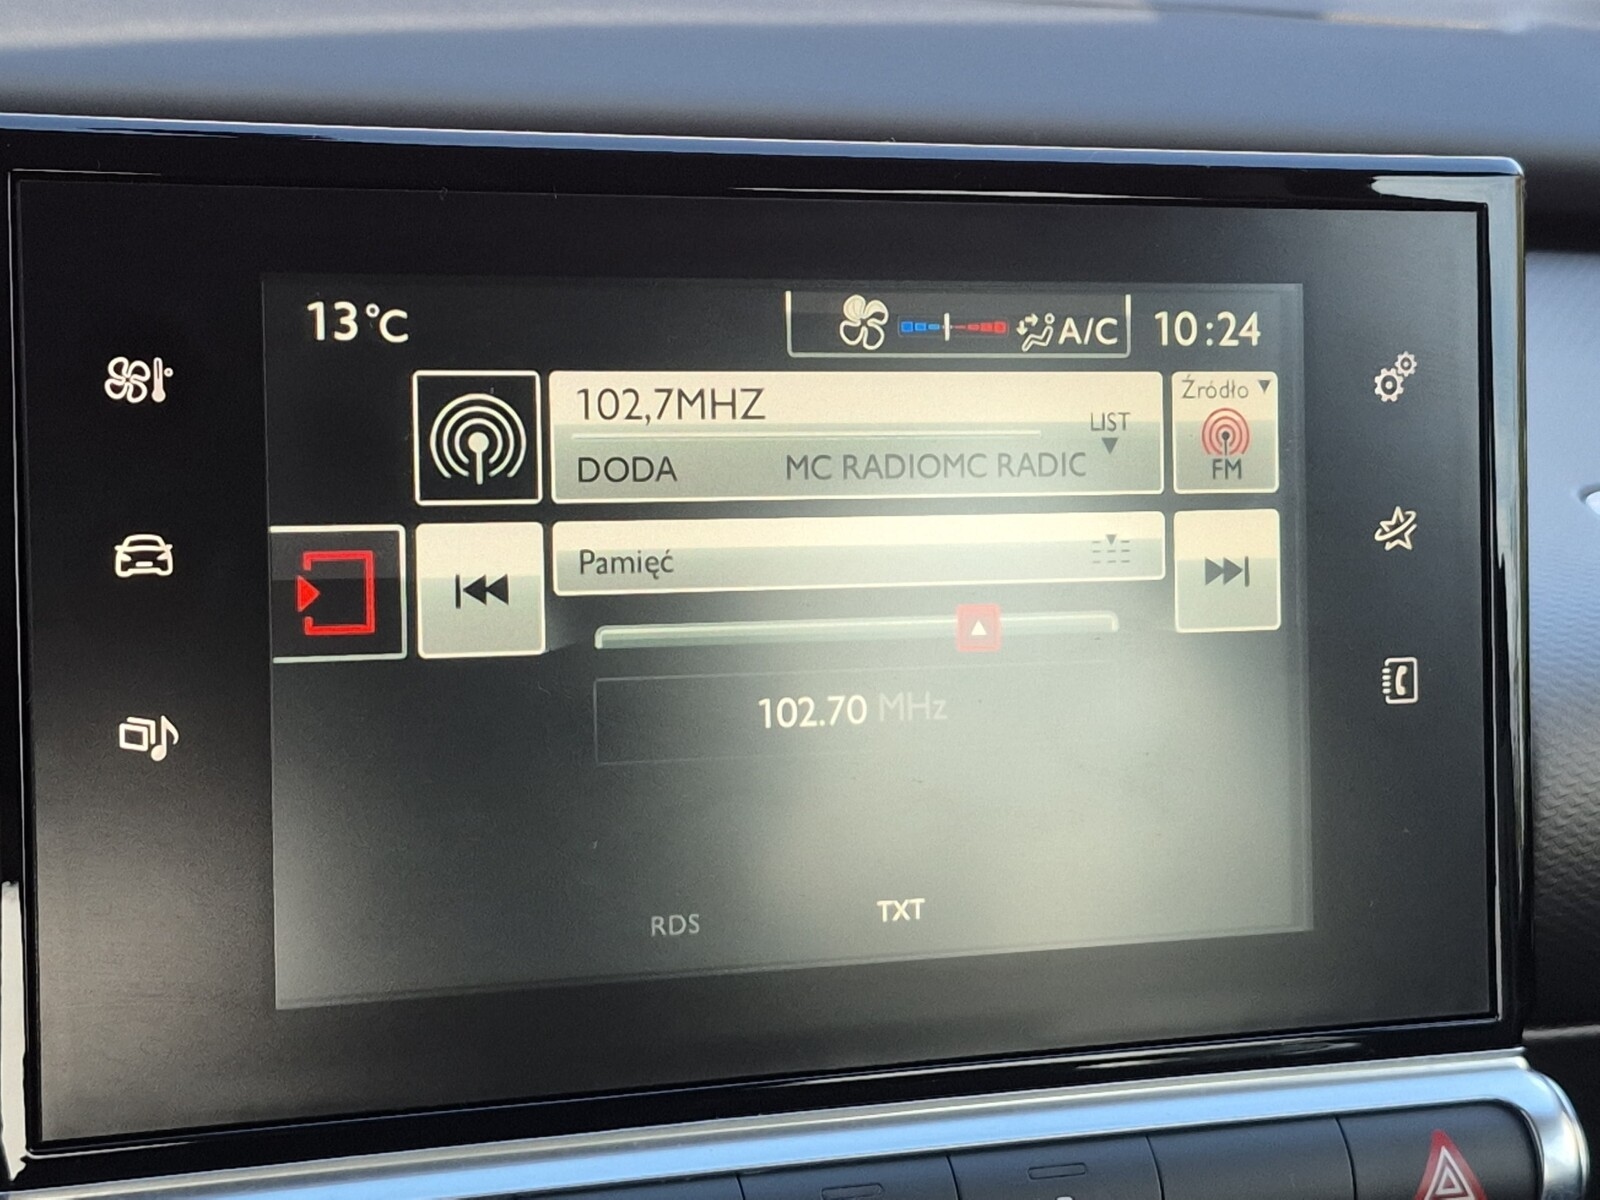 13°C
A/C
10:24
102,7MHZ
LIST
Źródło
FM
DODA MC RADIOMC RADIC
Pamięć
102.70 MHz
RDS TXT